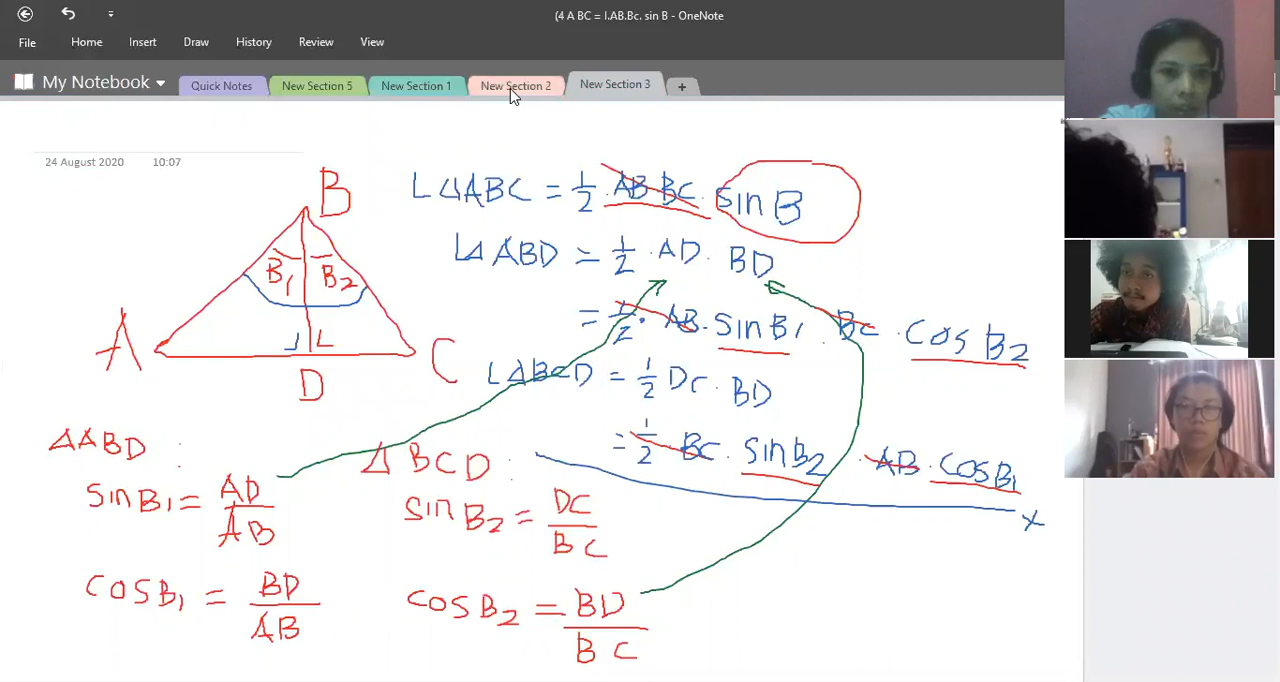 (4 A BC = I.AB.Bc. sin B - OneNote
File Home Insert Draw History Review View
My Notebook Quick Notes New Section 5 New Section 1 New Section 2 New Section 3 +
24 August 2020 10:07
B
B1 B2
A C
D
L△ABC = 1/2 · AB BC · sin B
L△ABD = 1/2 · AD · BD
= 1/2 · AB · sin B1 · BC · cos B2
L△BCD = 1/2 DC · BD
= 1/2 BC · sin B2 · AB · cos B1
x
△ABD :
sin B1 = AD/AB
cos B1 = BD/AB
△ BCD :
sin B2 = DC/BC
cos B2 = BD/BC